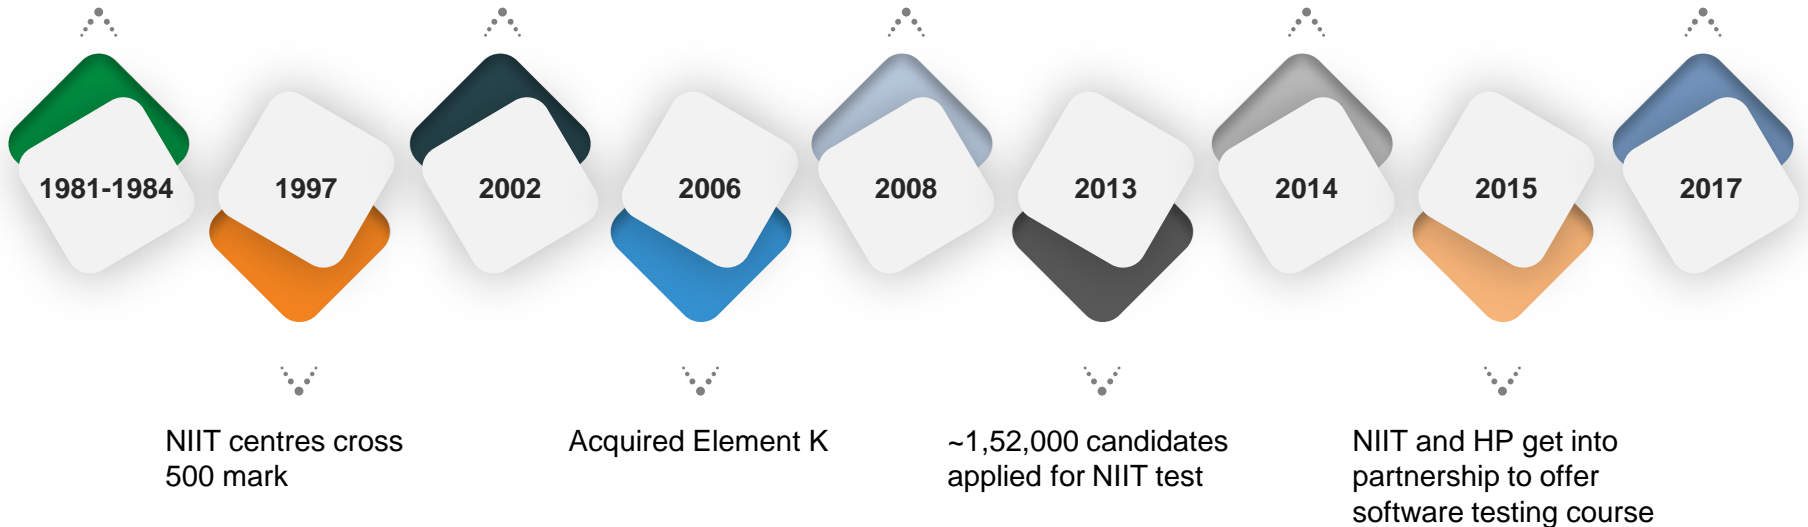 1981-1984
1997
2002
2006
2008
2013
2014
2015
2017
NIIT centres cross
500 mark
Acquired Element K
~1,52,000 candidates
applied for NIIT test
NIIT and HP get into
partnership to offer
software testing course